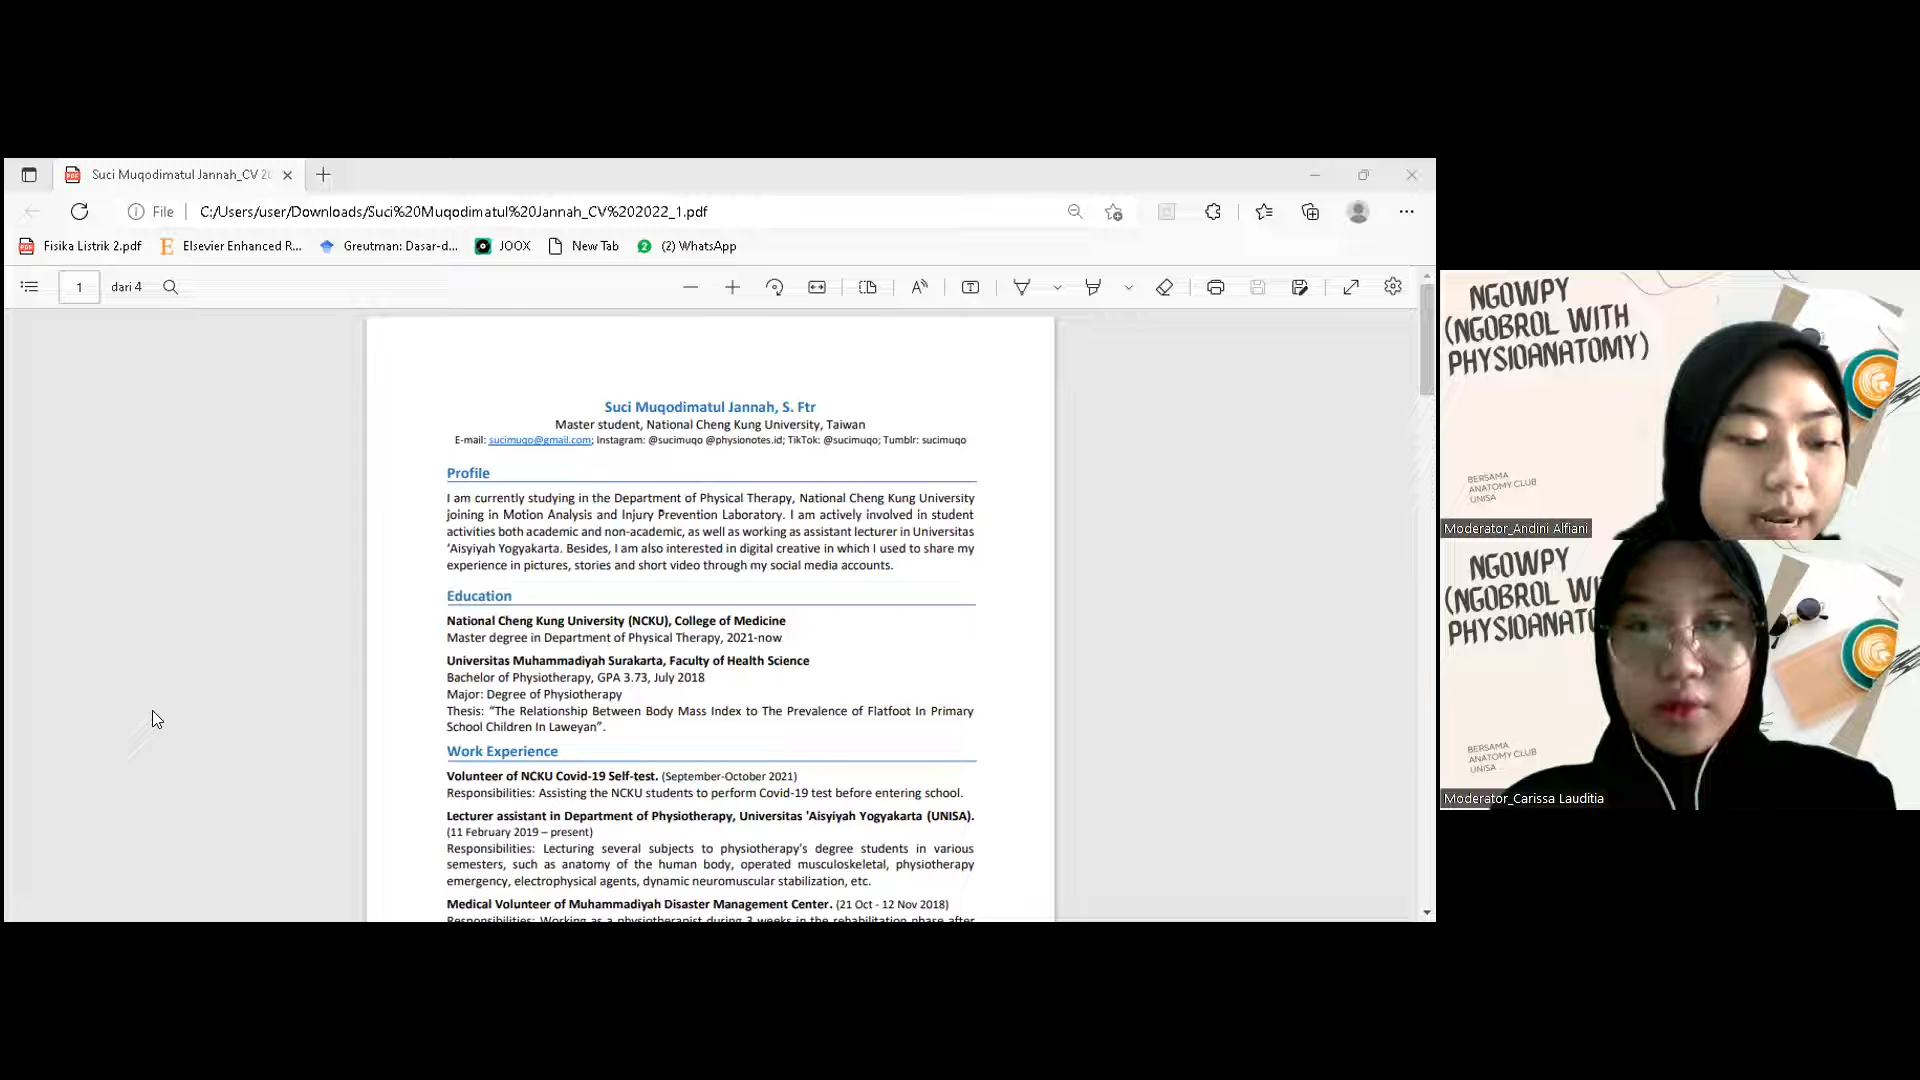 Suci Muqodimatul Jannah_CV 20
File
C:/Users/user/Downloads/Suci%20Muqodimatul%20Jannah_CV%202022_1.pdf
Fisika Listrik 2.pdf
Elsevier Enhanced R...
Greutman: Dasar-d...
JOOX
New Tab
(2) WhatsApp
1
dari 4
Suci Muqodimatul Jannah, S. Ftr
Master student, National Cheng Kung University, Taiwan
E-mail: sucimuqo@gmail.com; Instagram: @sucimuqo @physionotes.id; TikTok: @sucimuqo; Tumblr: sucimuqo
Profile
I am currently studying in the Department of Physical Therapy, National Cheng Kung University
joining in Motion Analysis and Injury Prevention Laboratory. I am actively involved in student
activities both academic and non-academic, as well as working as assistant lecturer in Universitas
‘Aisyiyah Yogyakarta. Besides, I am also interested in digital creative in which I used to share my
experience in pictures, stories and short video through my social media accounts.
Education
National Cheng Kung University (NCKU), College of Medicine
Master degree in Department of Physical Therapy, 2021-now
Universitas Muhammadiyah Surakarta, Faculty of Health Science
Bachelor of Physiotherapy, GPA 3.73, July 2018
Major: Degree of Physiotherapy
Thesis: “The Relationship Between Body Mass Index to The Prevalence of Flatfoot In Primary
School Children In Laweyan”.
Work Experience
Volunteer of NCKU Covid-19 Self-test. (September-October 2021)
Responsibilities: Assisting the NCKU students to perform Covid-19 test before entering school.
Lecturer assistant in Department of Physiotherapy, Universitas 'Aisyiyah Yogyakarta (UNISA).
(11 February 2019 – present)
Responsibilities: Lecturing several subjects to physiotherapy's degree students in various
semesters, such as anatomy of the human body, operated musculoskeletal, physiotherapy
emergency, electrophysical agents, dynamic neuromuscular stabilization, etc.
Medical Volunteer of Muhammadiyah Disaster Management Center. (21 Oct - 12 Nov 2018)
Responsibilities: Working as a physiotherapist during 3 weeks in the rehabilitation phase after
NGOWPY
(NGOBROL WITH
PHYSIOANATOMY)
BERSAMA
ANATOMY CLUB
UNISA
Moderator_Andini Alfiani
NGOWPY
(NGOBROL WI
PHYSIOANATO
BERSAMA
ANATOMY CLUB
UNISA
Moderator_Carissa Lauditia